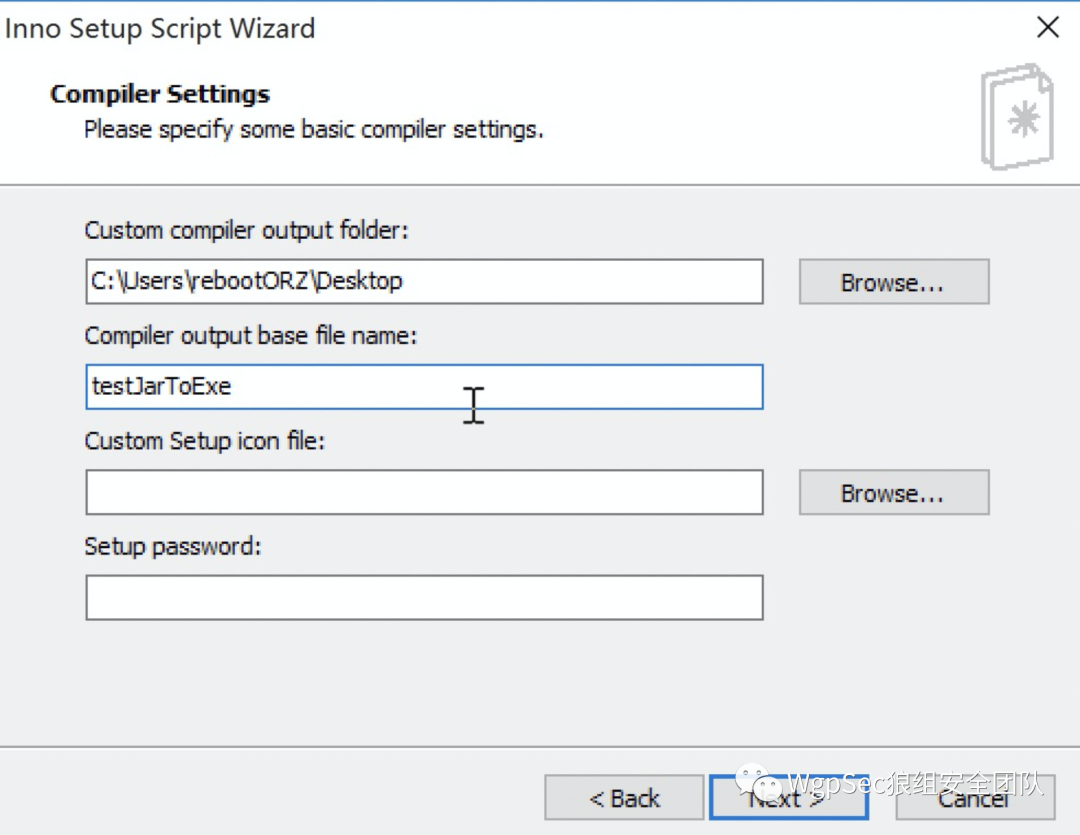 Inno Setup Script Wizard
Compiler Settings
Please specify some basic compiler settings.
Custom compiler output folder:
C:\Users\rebootORZ\Desktop
Browse...
Compiler output base file name:
testJarToExe
Custom Setup icon file:
Browse...
Setup password:
< Back
Next >
Cancel
WgpSec狼组安全团队